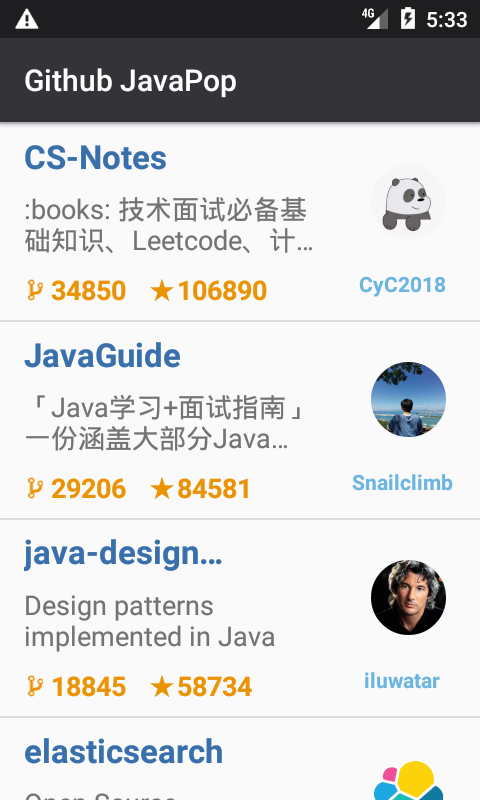 4G 5:33
Github JavaPop
CS-Notes
:books: 技术面试必备基
础知识、Leetcode、计…
34850 106890
CyC2018
JavaGuide
「Java学习+面试指南」
一份涵盖大部分Java…
29206 84581
Snailclimb
java-design…
Design patterns
implemented in Java
18845 58734
iluwatar
elasticsearch
Open Source,